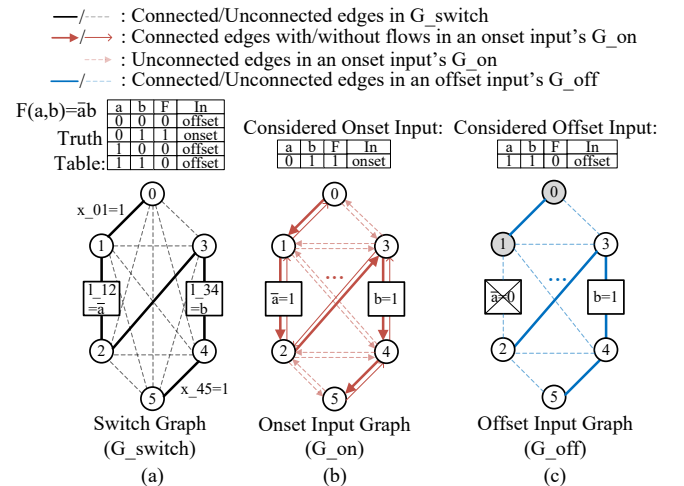 : Connected/Unconnected edges in G_switch
: Connected edges with/without flows in an onset input's G_on
: Unconnected edges in an onset input's G_on
: Connected/Unconnected edges in an offset input's G_off
F(a,b)=a̅b
Truth
Table:
a b F In
0 0 0 offset
0 1 1 onset
1 0 0 offset
1 1 0 offset
Considered Onset Input:
a b F In
0 1 1 onset
Considered Offset Input:
a b F In
1 1 0 offset
x_01=1
0
1
3
l_12
=a̅
l_34
=b
2
4
5
x_45=1
Switch Graph
(G_switch)
(a)
0
1
3
...
a̅=1
b=1
2
4
5
Onset Input Graph
(G_on)
(b)
0
1
3
...
a̅=0
b=1
2
4
5
Offset Input Graph
(G_off)
(c)